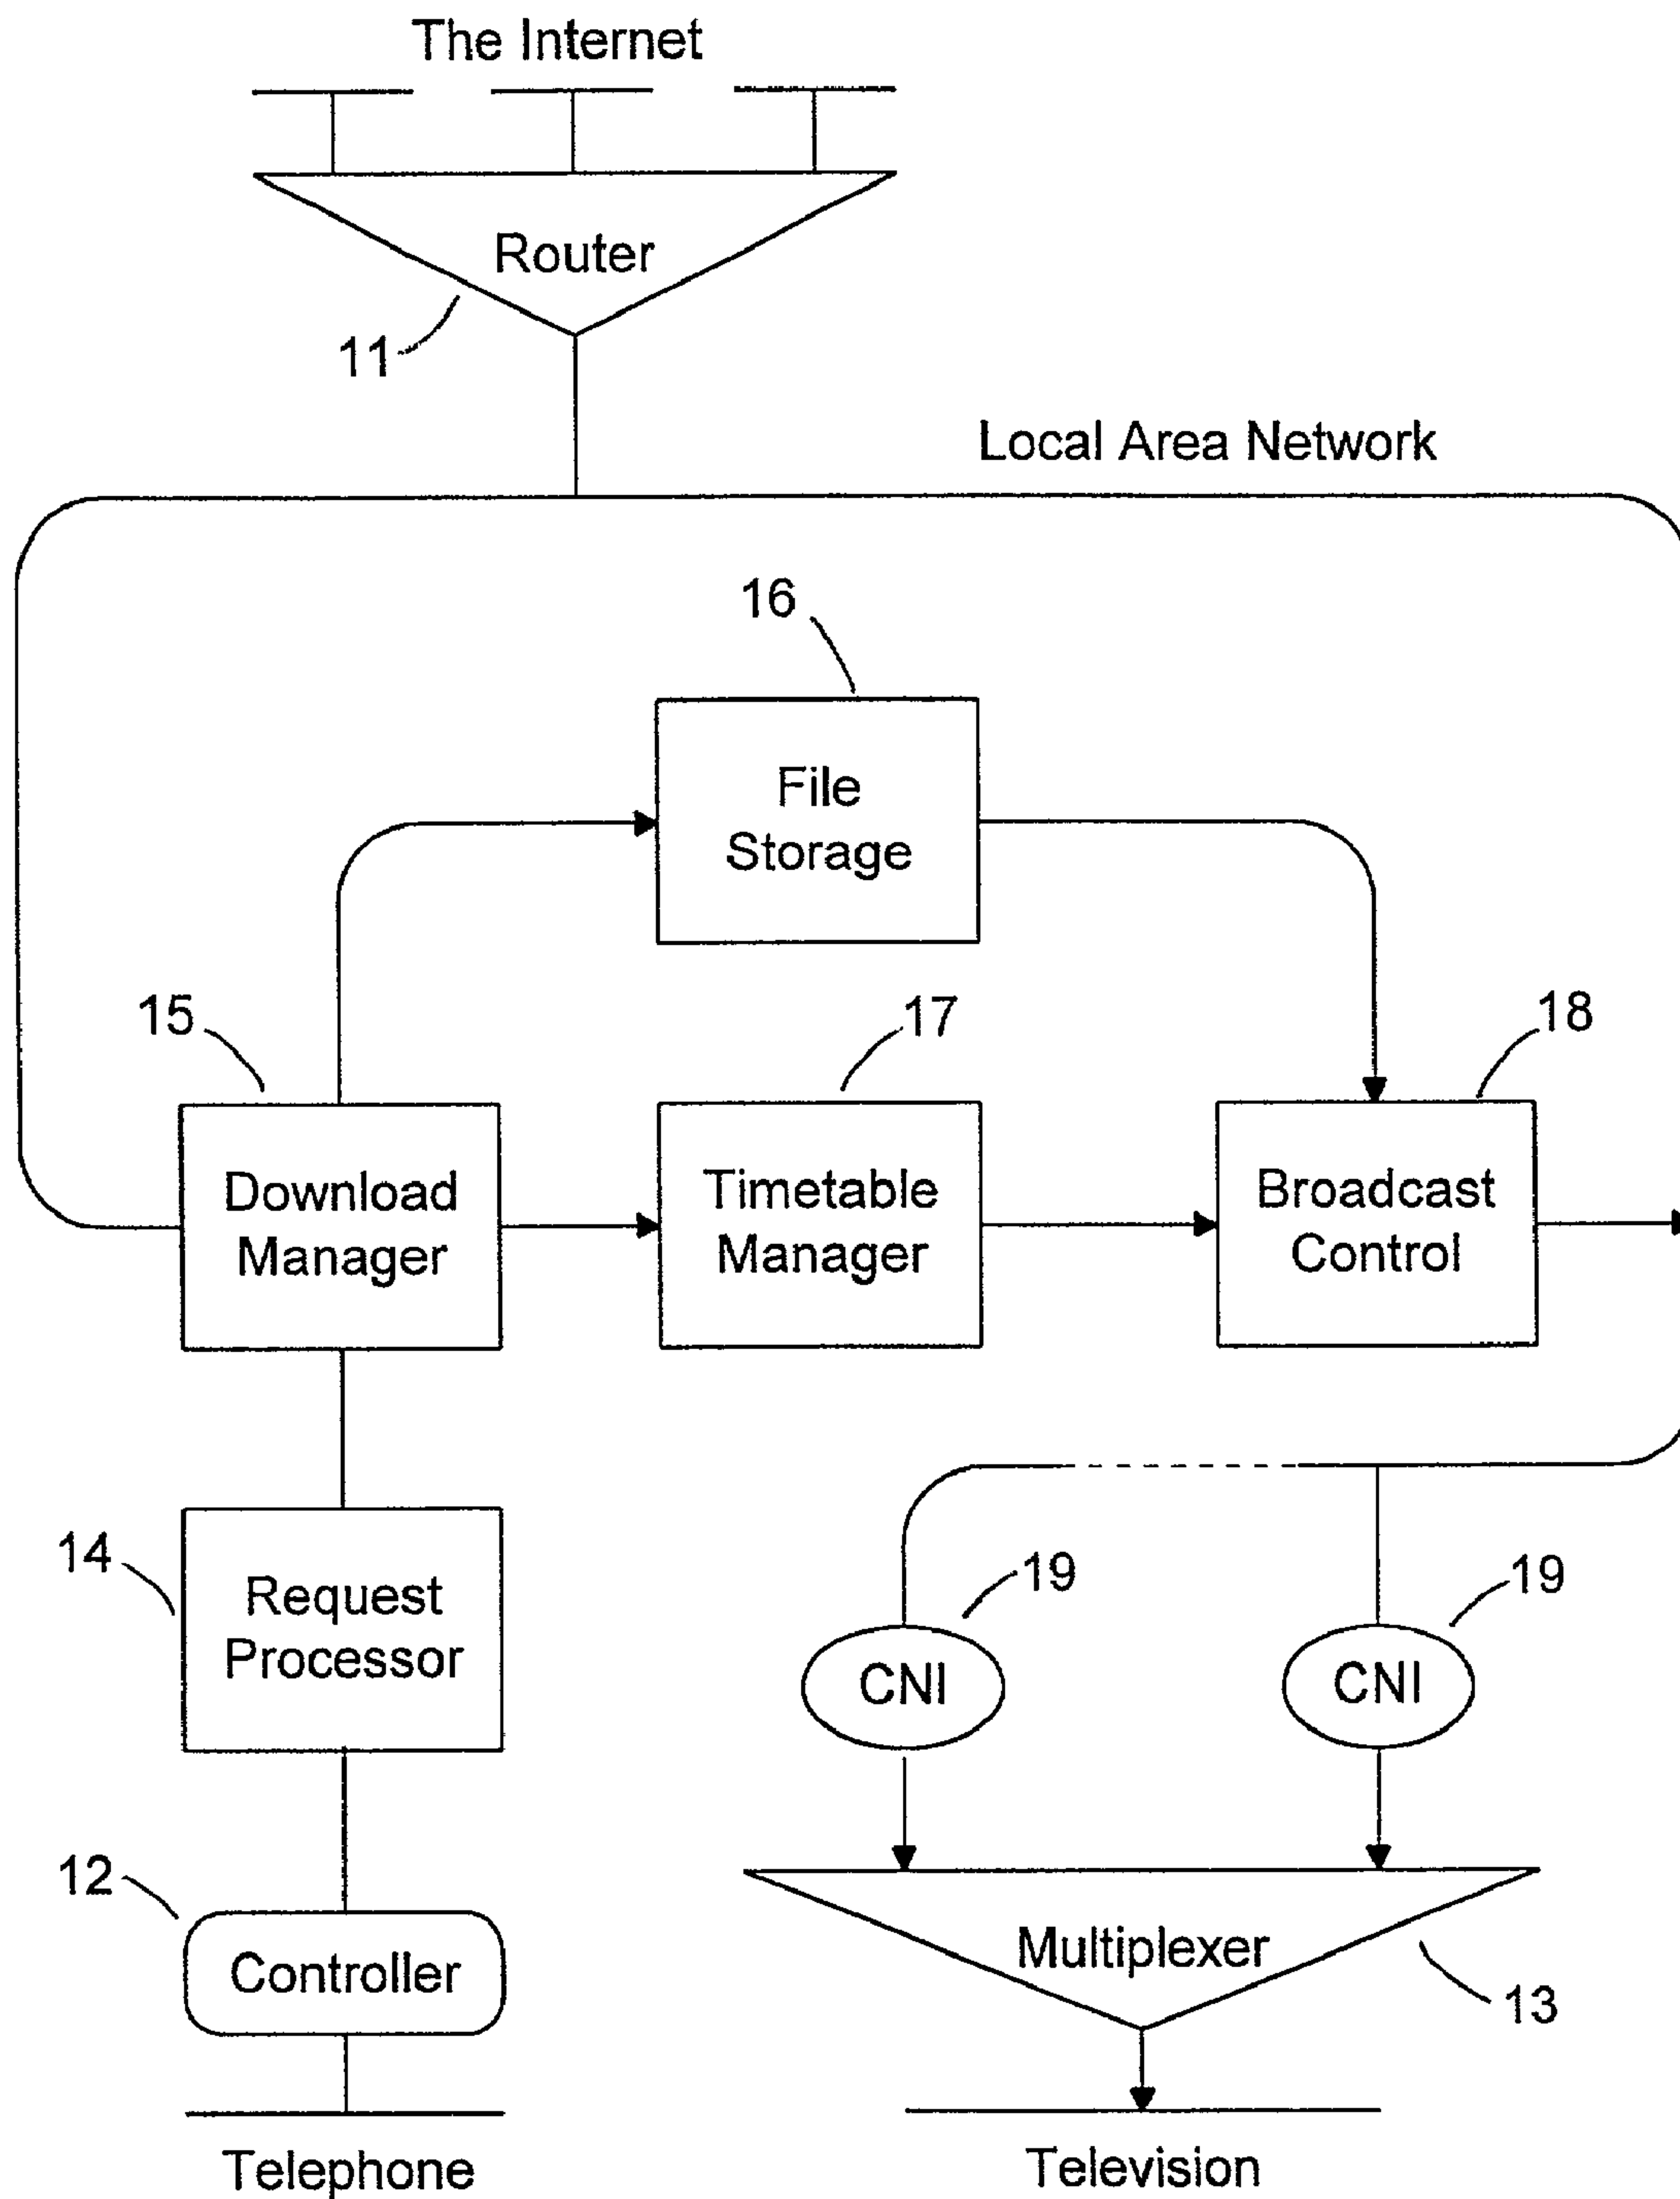 The Internet
Router
11
Local Area Network
16
File
Storage
15
17
18
Download
Manager
Timetable
Manager
Broadcast
Control
14
Request
Processor
19
19
CNI
CNI
12
Controller
Multiplexer
13
Telephone
Television